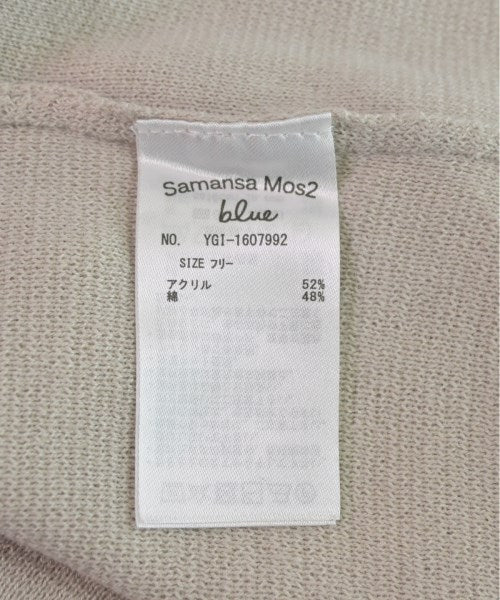 Samansa Mos2
blue
NO. YGI-1607992
SIZE フリー
アクリル 52%
綿 48%